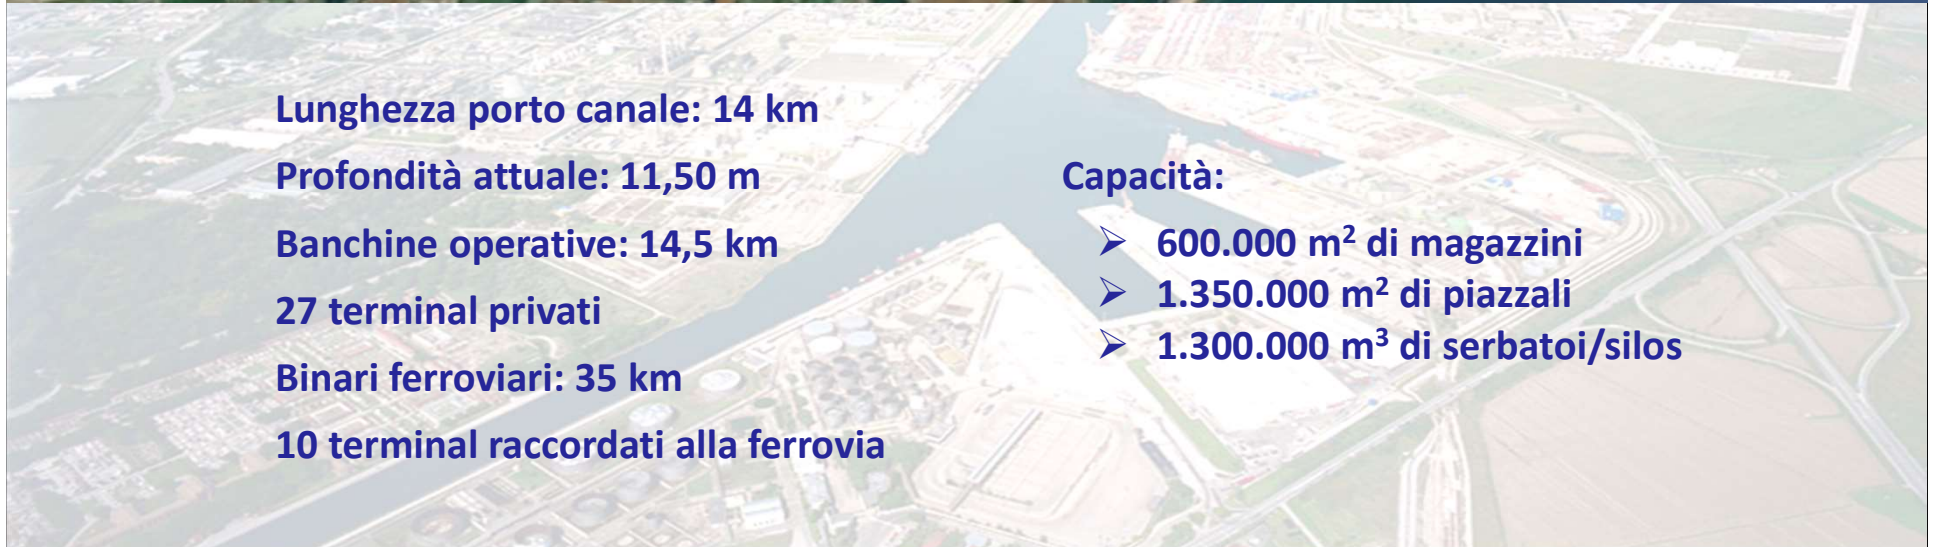 Lunghezza porto canale: 14 km
Profondità attuale: 11,50 m
Banchine operative: 14,5 km
27 terminal privati
Binari ferroviari: 35 km
10 terminal raccordati alla ferrovia
Capacità:
➢ 600.000 m² di magazzini
➢ 1.350.000 m² di piazzali
➢ 1.300.000 m³ di serbatoi/silos